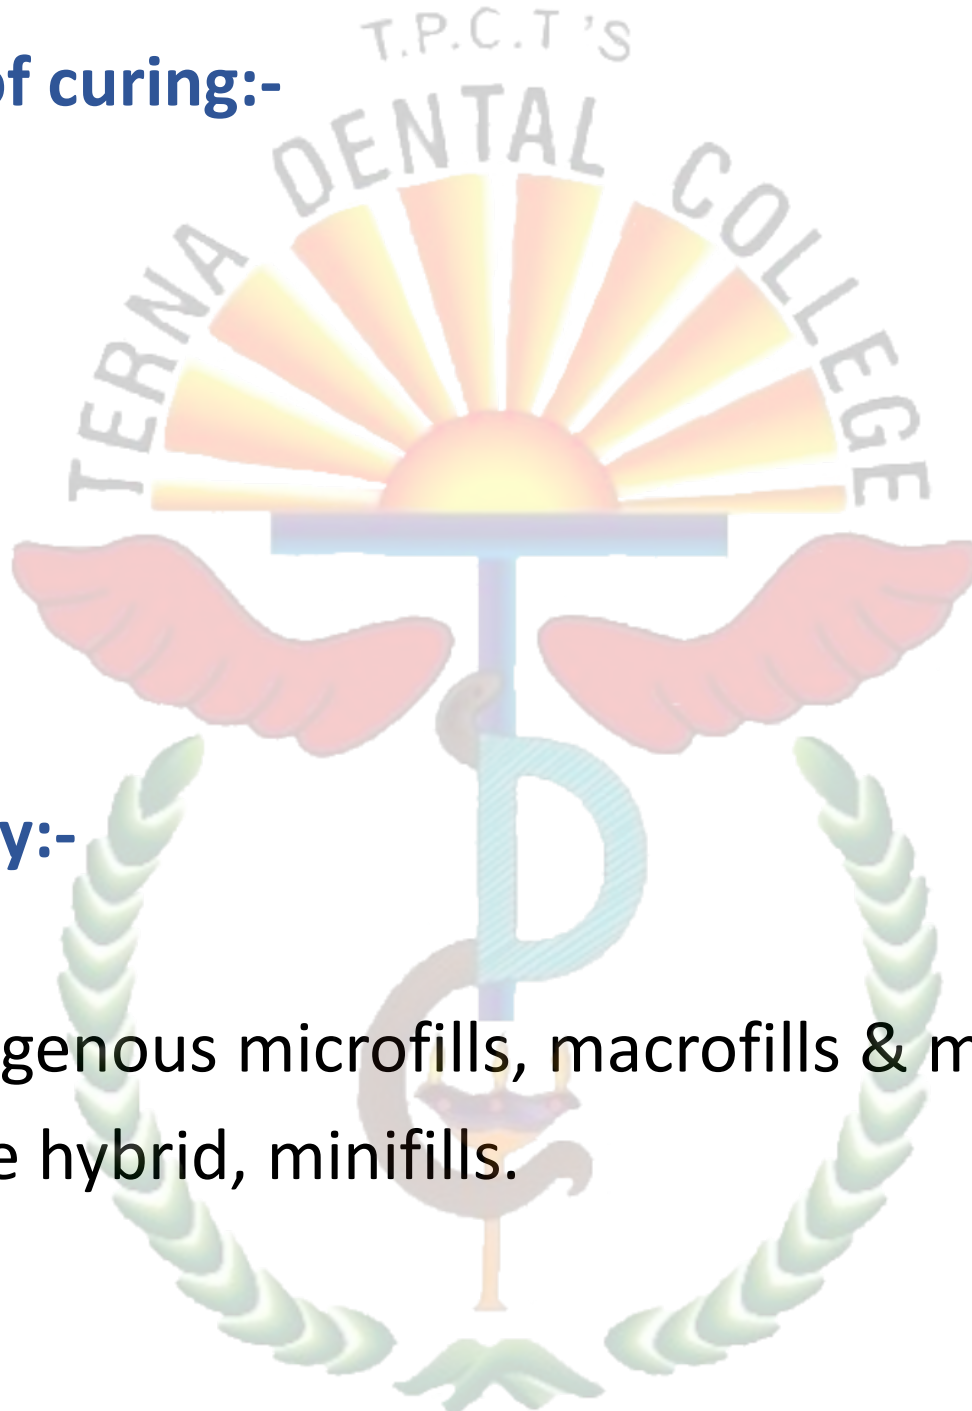 T.P.C.T'S
TERNA DENTAL COLLEGE
of curing:-
y:-
genous microfills, macrofills & m
e hybrid, minifills.